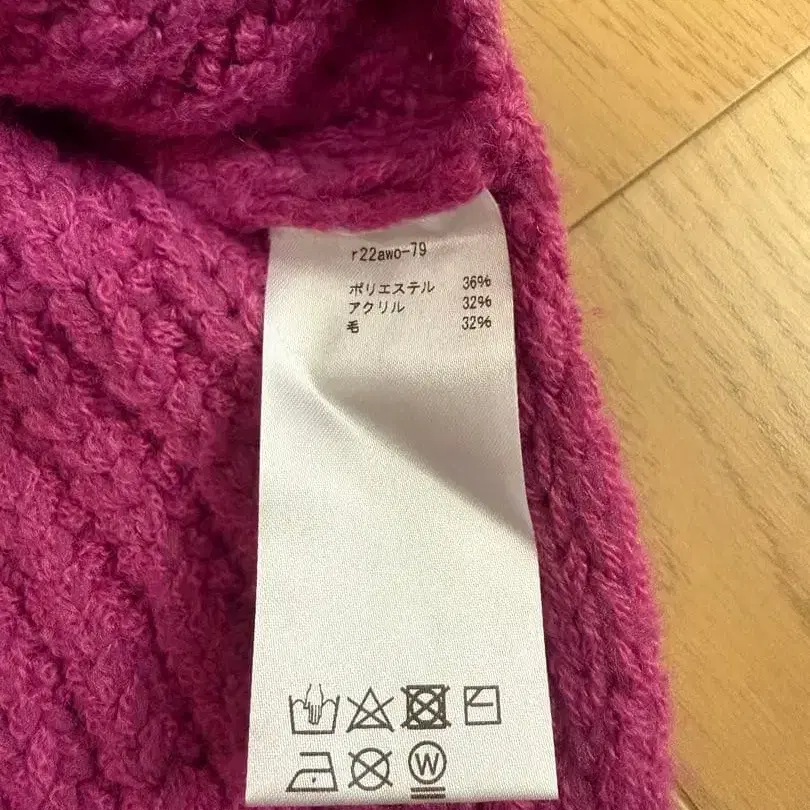 r22awo-79
ポリエステル 36%
アクリル 32%
毛 32%
W